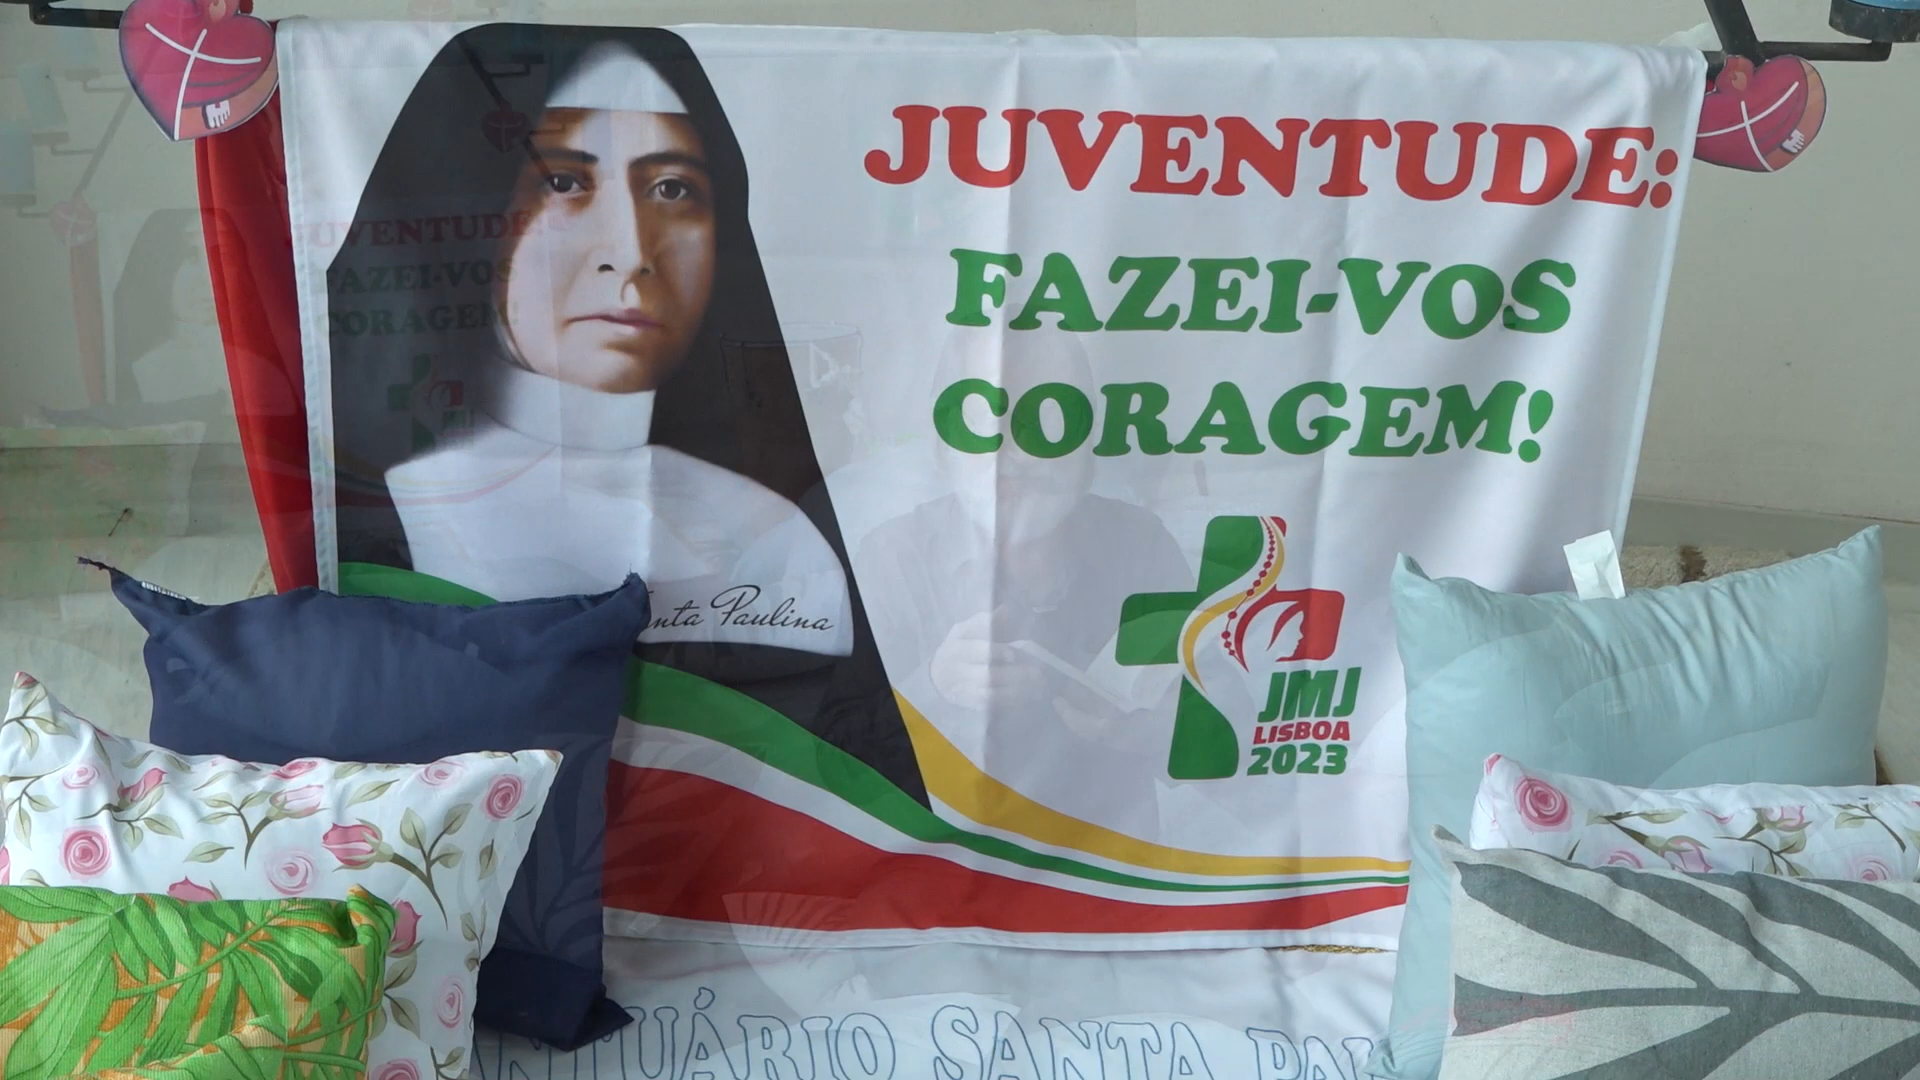 JUVENTUDE:
FAZEI-VOS
CORAGEM!
Paulina
JMJ
LISBOA
2023
JUVENTUDE:
FAZEI-VOS
CORAGEM
SANTA